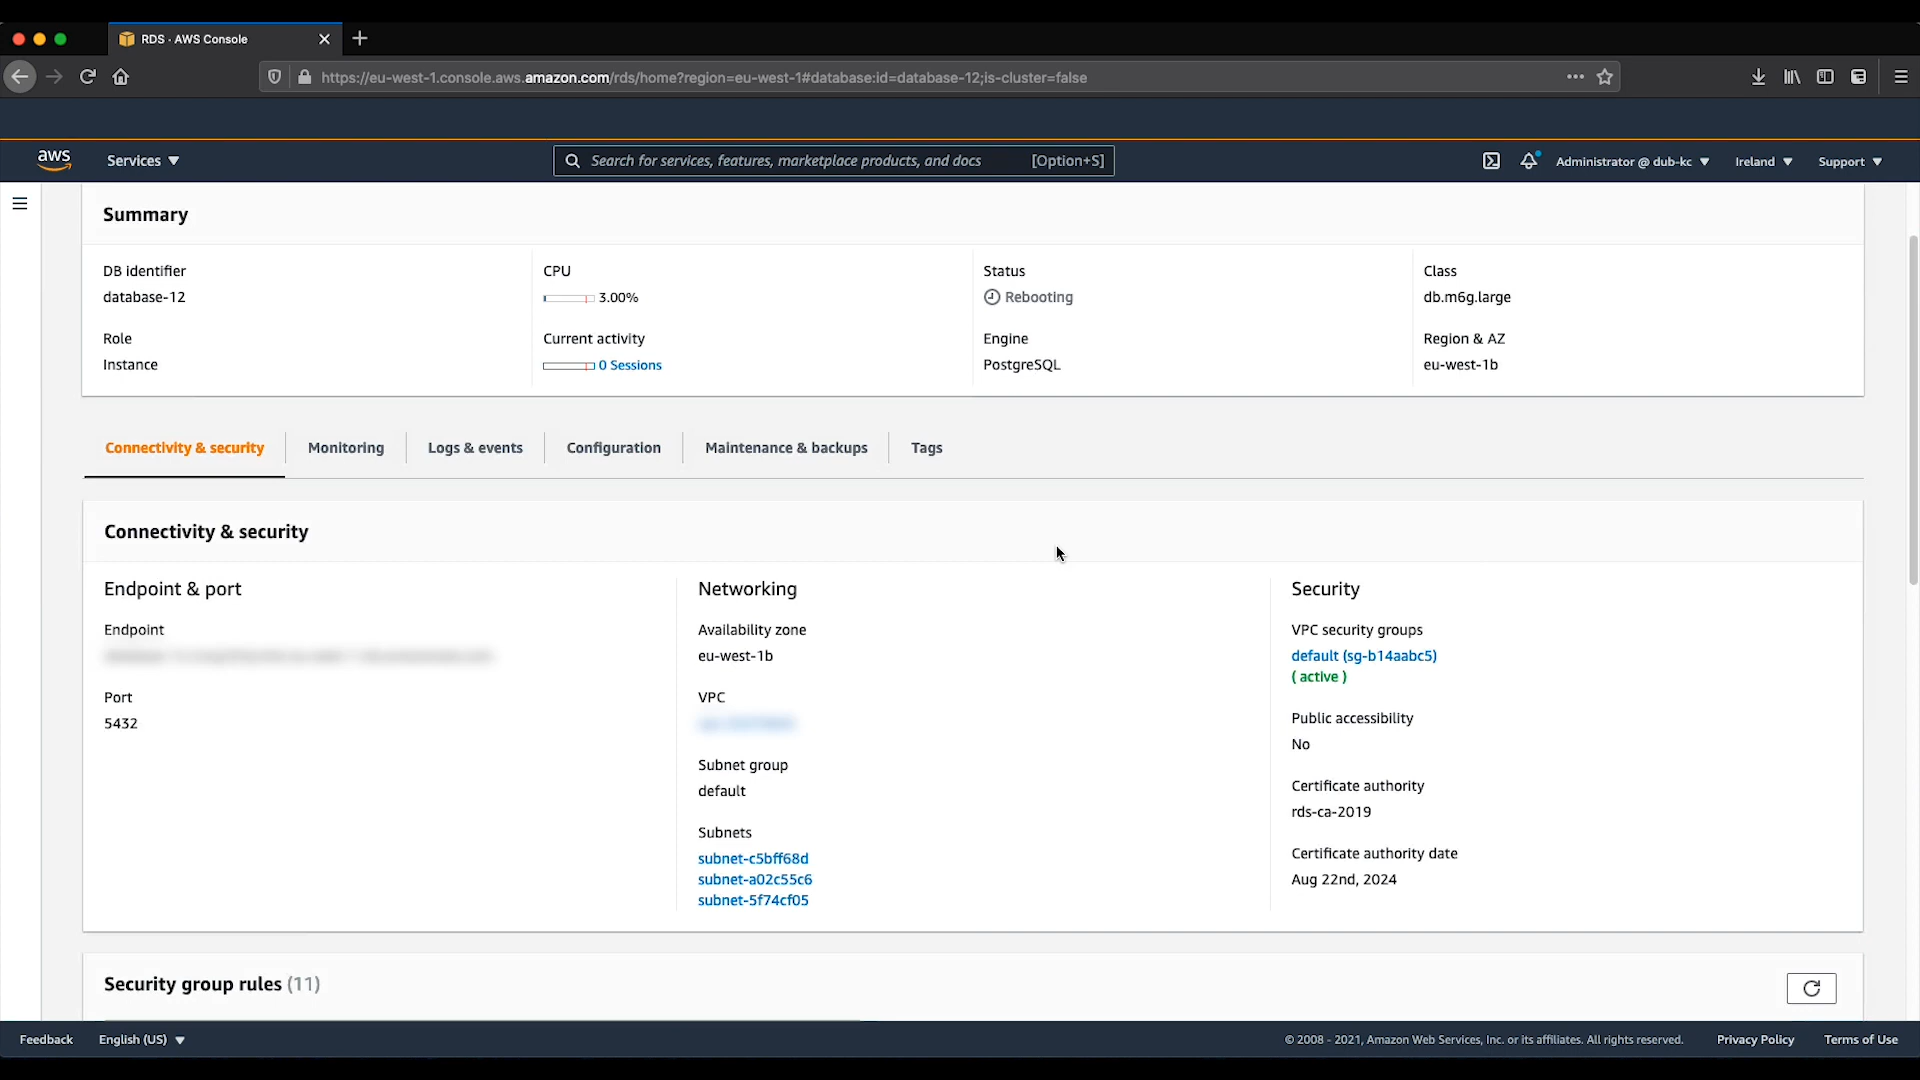 RDS · AWS Console
https://eu-west-1.console.aws.amazon.com/rds/home?region=eu-west-1#database:id=database-12;is-cluster=false
aws
Services
Search for services, features, marketplace products, and docs [Option+S]
Administrator @ dub-kc
Ireland
Support
Summary
DB identifier
database-12
CPU
3.00%
Status
Rebooting
Class
db.m6g.large
Role
Instance
Current activity
0 Sessions
Engine
PostgreSQL
Region & AZ
eu-west-1b
Connectivity & security
Monitoring
Logs & events
Configuration
Maintenance & backups
Tags
Connectivity & security
Endpoint & port
Endpoint
Port
5432
Networking
Availability zone
eu-west-1b
VPC
Subnet group
default
Subnets
subnet-c5bff68d
subnet-a02c55c6
subnet-5f74cf05
Security
VPC security groups
default (sg-b14aabc5)
( active )
Public accessibility
No
Certificate authority
rds-ca-2019
Certificate authority date
Aug 22nd, 2024
Security group rules (11)
Feedback
English (US)
© 2008 - 2021, Amazon Web Services, Inc. or its affiliates. All rights reserved.
Privacy Policy
Terms of Use